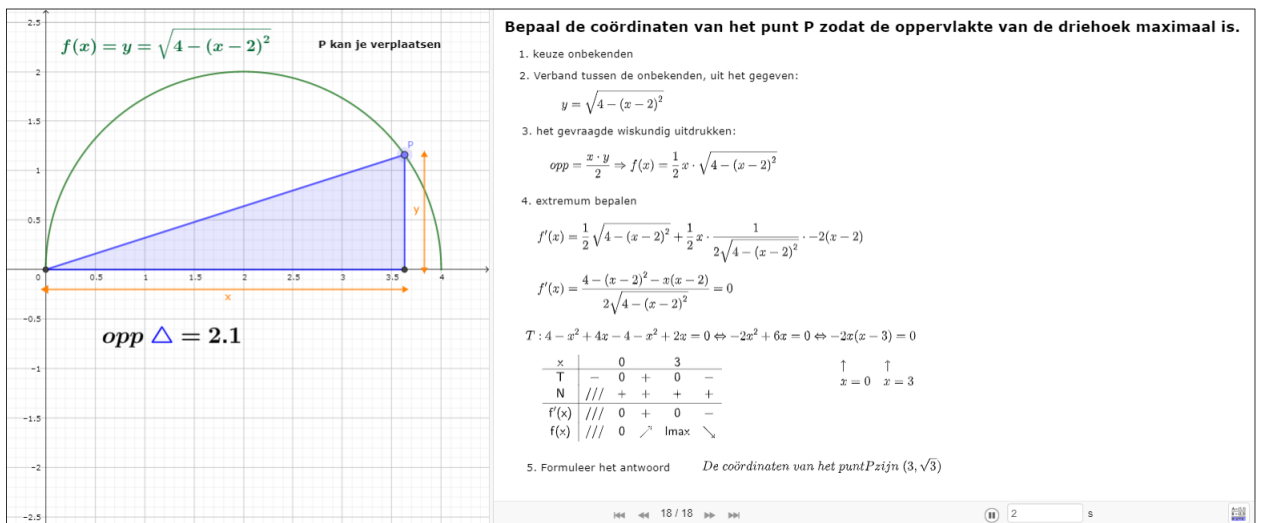 f(x) = y = √(4 − (x − 2)²)
P kan je verplaatsen
2.5
2
1.5
1
0.5
0
0.5
1
1.5
2
2.5
3
3.5
4
−0.5
−1
−1.5
−2
−2.5
P
y
x
opp △ = 2.1
Bepaal de coördinaten van het punt P zodat de oppervlakte van de driehoek maximaal is.
1. keuze onbekenden
2. Verband tussen de onbekenden, uit het gegeven:
y = √(4 − (x − 2)²)
3. het gevraagde wiskundig uitdrukken:
opp = (x · y)/2 ⇒ f(x) = 1/2 x · √(4 − (x − 2)²)
4. extremum bepalen
f′(x) = 1/2 √(4 − (x − 2)²) + 1/2 x · 1/(2√(4 − (x − 2)²)) · −2(x − 2)
f′(x) = (4 − (x − 2)² − x(x − 2))/(2√(4 − (x − 2)²)) = 0
T : 4 − x² + 4x − 4 − x² + 2x = 0 ⇔ −2x² + 6x = 0 ⇔ −2x(x − 3) = 0
↑ ↑
x = 0 x = 3
x 0 3
T − 0 + 0 −
N /// + + + +
f′(x) /// 0 + 0 −
f(x) /// 0 ↗ lmax ↘
5. Formuleer het antwoord De coördinaten van het puntPzijn (3, √3)
18 / 18
2 s